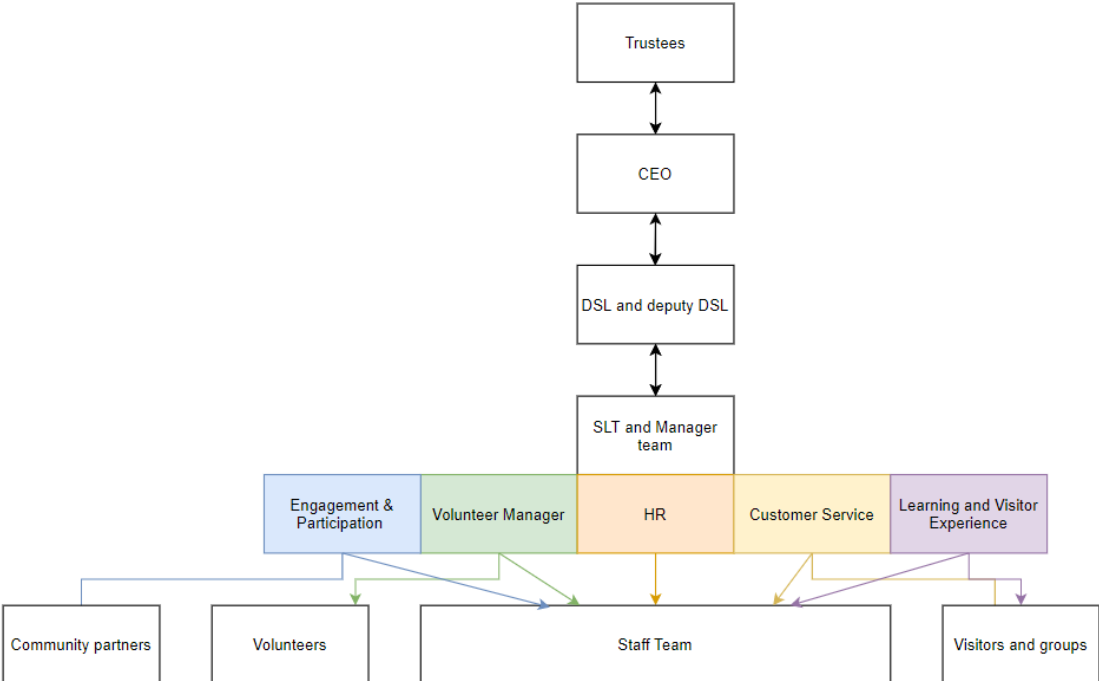 Trustees
CEO
DSL and deputy DSL
SLT and Manager
team
Engagement &
Participation
Volunteer Manager
HR
Customer Service
Learning and Visitor
Experience
Community partners
Volunteers
Staff Team
Visitors and groups